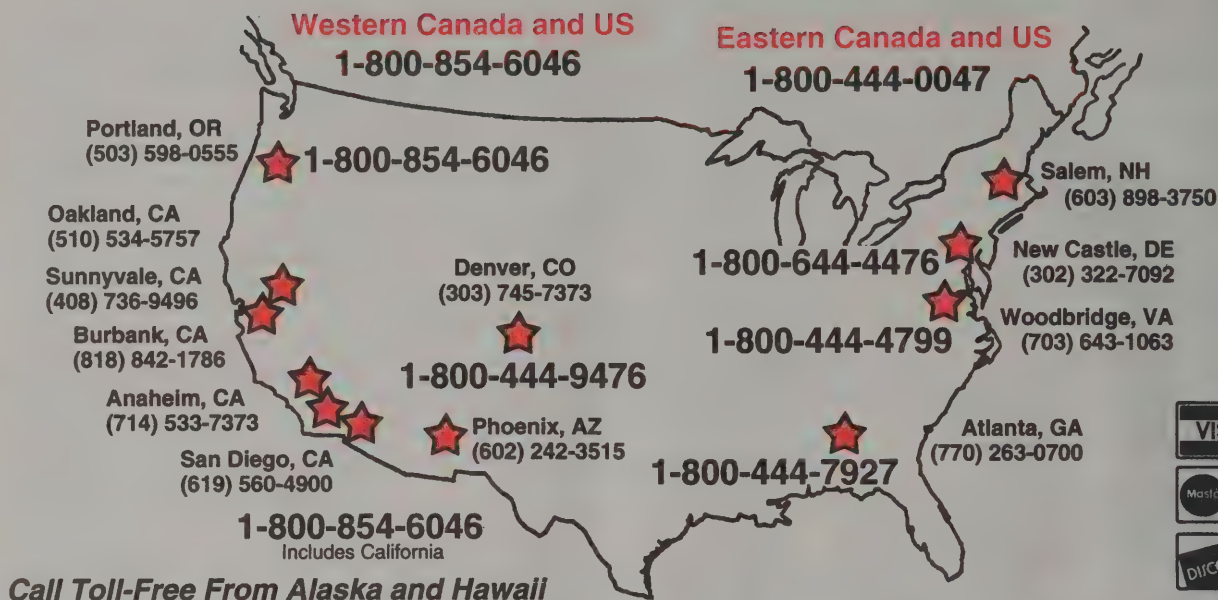 Western Canada and US
1-800-854-6046
Eastern Canada and US
1-800-444-0047
Portland, OR
(503) 598-0555
1-800-854-6046
Oakland, CA
(510) 534-5757
Sunnyvale, CA
(408) 736-9496
Burbank, CA
(818) 842-1786
Anaheim, CA
(714) 533-7373
San Diego, CA
(619) 560-4900
1-800-854-6046
Includes California
Denver, CO
(303) 745-7373
1-800-444-9476
Phoenix, AZ
(602) 242-3515
Salem, NH
(603) 898-3750
1-800-644-4476
New Castle, DE
(302) 322-7092
1-800-444-4799
Woodbridge, VA
(703) 643-1063
Atlanta, GA
(770) 263-0700
1-800-444-7927
Call Toll-Free From Alaska and Hawaii